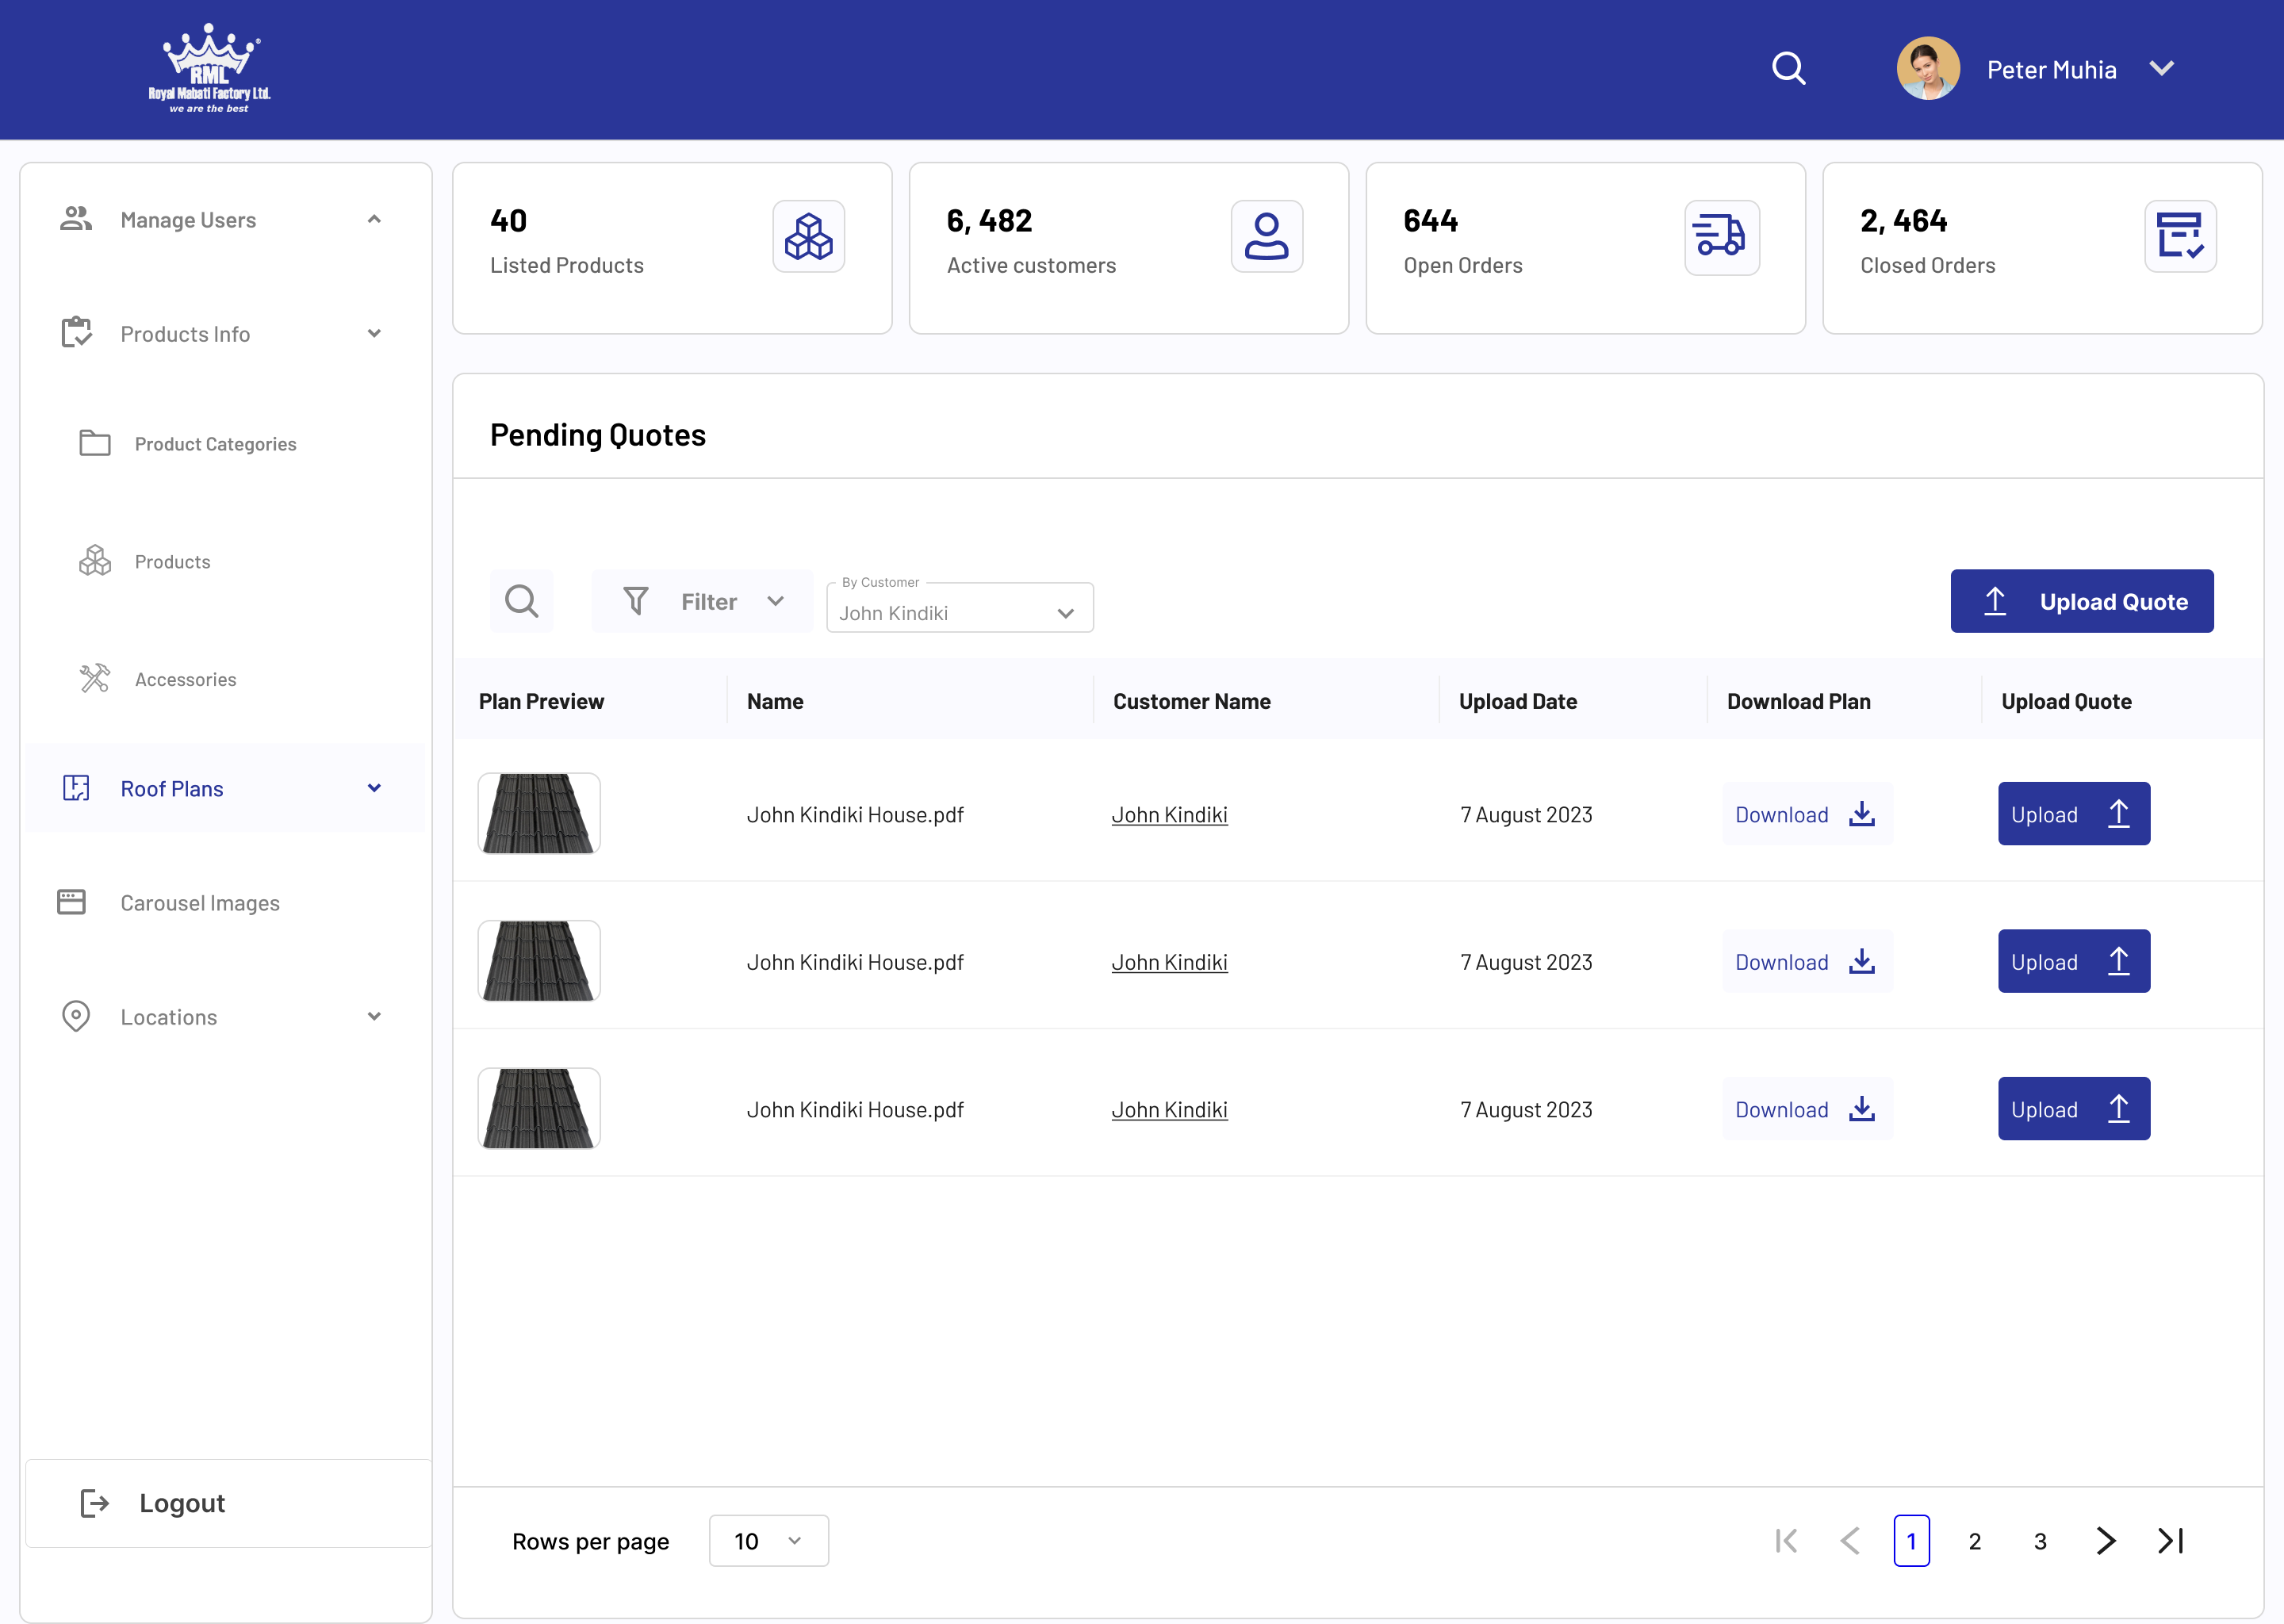 RML
Royal Mabati Factory Ltd.
we are the best
Peter Muhia
Manage Users
Products Info
Product Categories
Products
Accessories
Roof Plans
Carousel Images
Locations
Logout
40
Listed Products
6, 482
Active customers
644
Open Orders
2, 464
Closed Orders
Pending Quotes
Filter
By Customer
John Kindiki
Upload Quote
Plan Preview Name Customer Name Upload Date Download Plan Upload Quote
John Kindiki House.pdf John Kindiki 7 August 2023 Download Upload
John Kindiki House.pdf John Kindiki 7 August 2023 Download Upload
John Kindiki House.pdf John Kindiki 7 August 2023 Download Upload
Rows per page 10 1 2 3